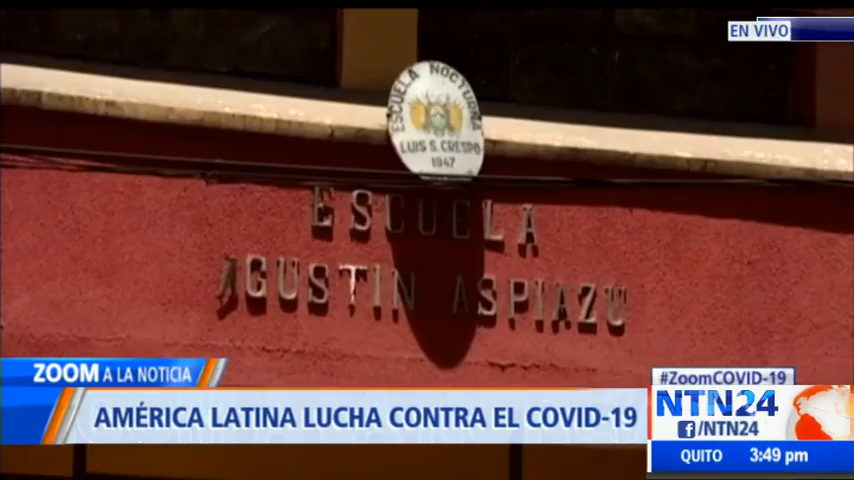 EN VIVO
ESCUELA NOCTURNA
LUIS S. CRESPO
1947
ESCUELA
AGUSTIN ASPIAZU
ZOOM A LA NOTICIA
#ZoomCOVID-19
AMÉRICA LATINA LUCHA CONTRA EL COVID-19
NTN24
f/NTN24
QUITO 3:49 pm